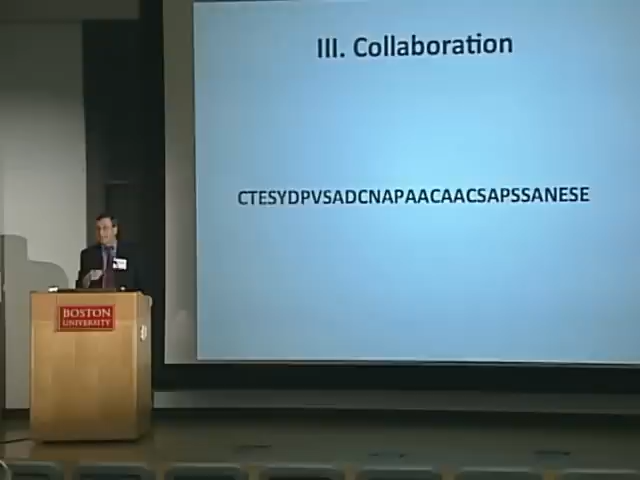 III. Collaboration
CTESYDPVSADCNAPAACAACSAPSSANESE
BOSTON
UNIVERSITY